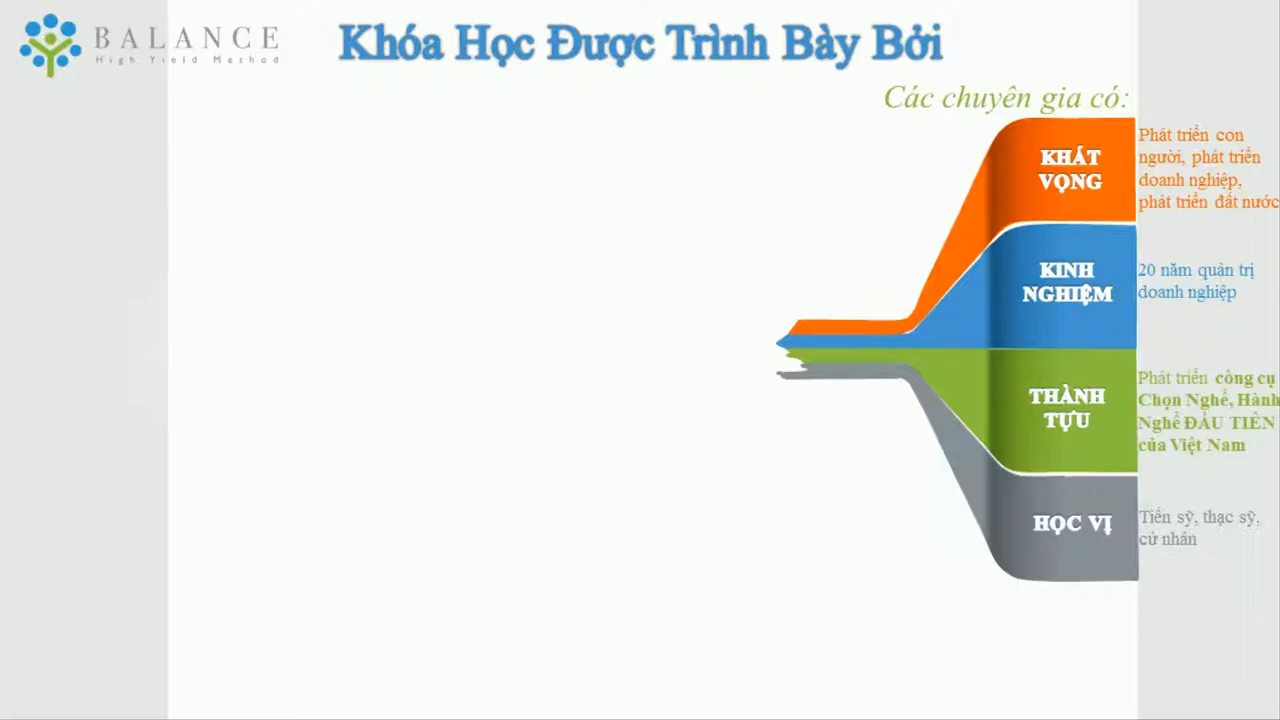 BALANCE
High Yield Method
Khóa Học Được Trình Bày Bởi
Các chuyên gia có:
KHÁT
VỌNG
Phát triển con
người, phát triển
doanh nghiệp,
phát triển đất nước
KINH
NGHIỆM
20 năm quản trị
doanh nghiệp
THÀNH
TỰU
Phát triển công cụ
Chọn Nghề, Hành
Nghề ĐẦU TIÊN
của Việt Nam
HỌC VỊ
Tiến sỹ, thạc sỹ,
cử nhân